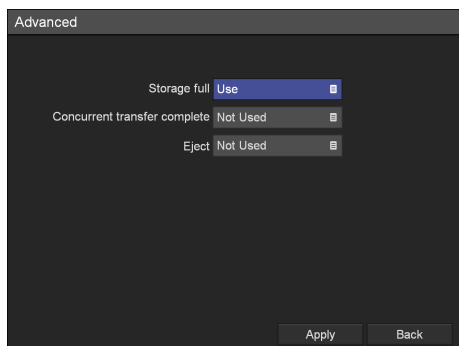 Advanced
Storage full Use
Concurrent transfer complete Not Used
Eject Not Used
Apply Back